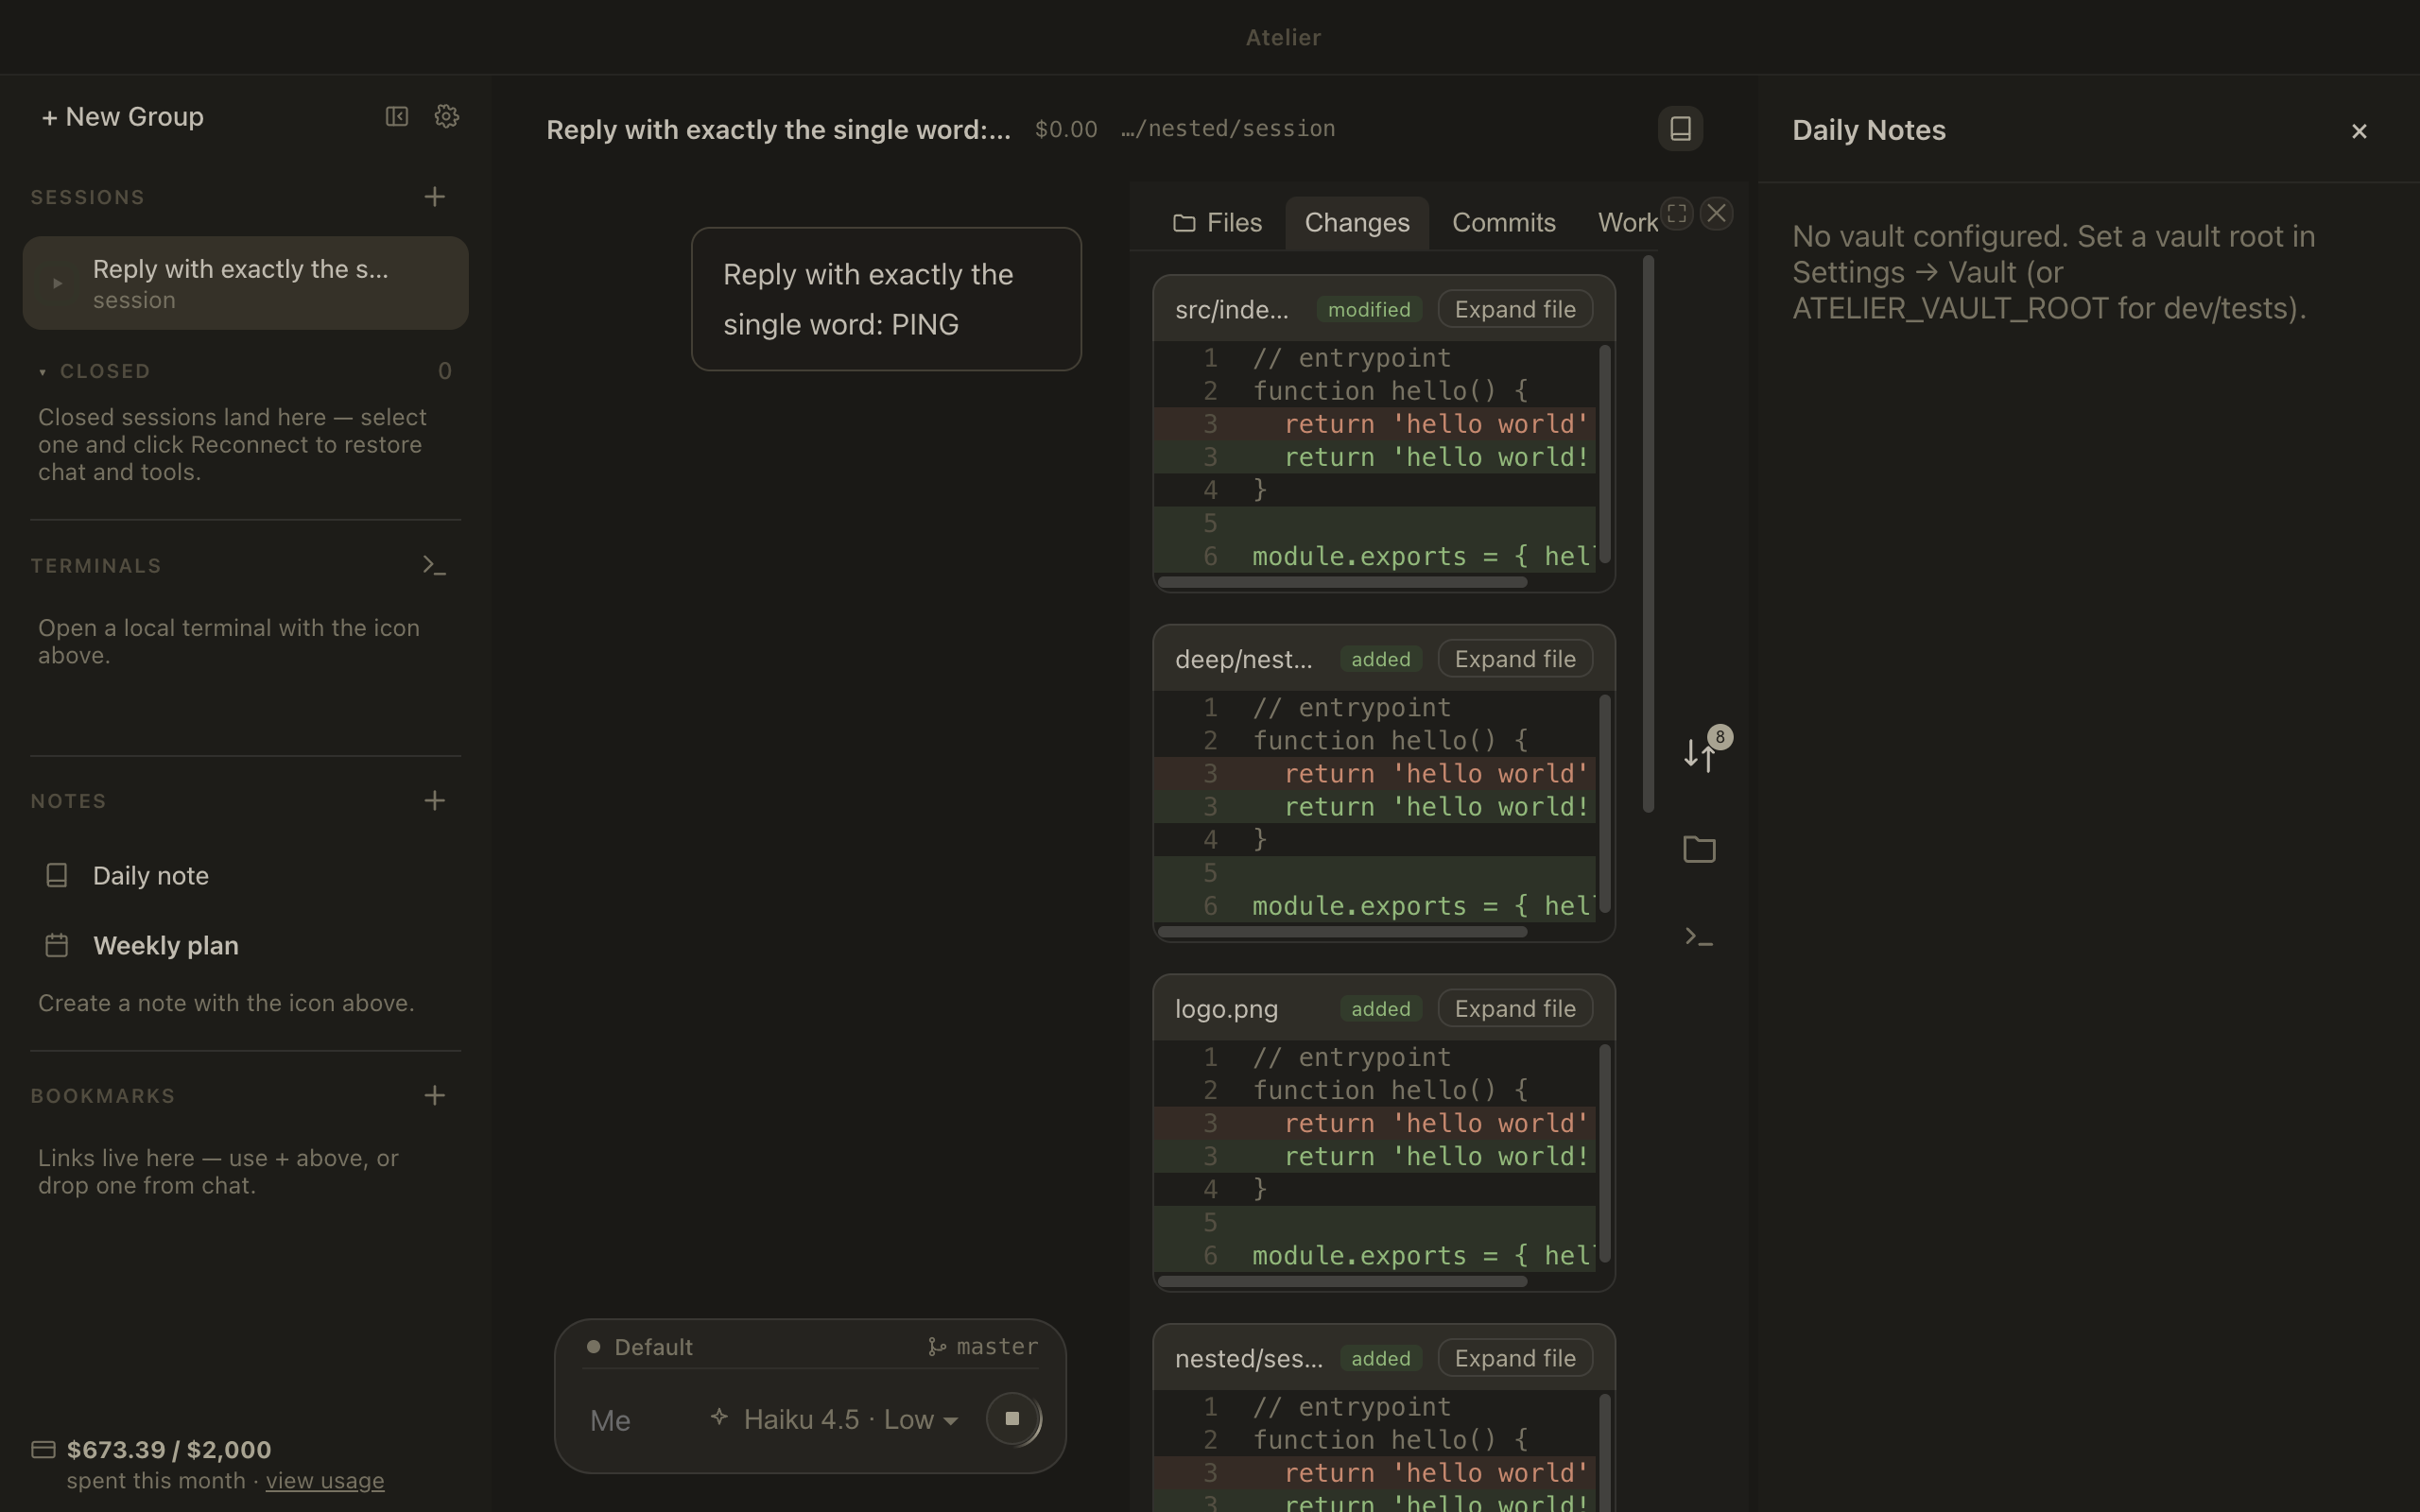 Atelier
+ New Group
SESSIONS
Reply with exactly the s...
session
CLOSED 0
Closed sessions land here — select
one and click Reconnect to restore
chat and tools.
TERMINALS
Open a local terminal with the icon
above.
NOTES
Daily note
Weekly plan
Create a note with the icon above.
BOOKMARKS
Links live here — use + above, or
drop one from chat.
$673.39 / $2,000
spent this month · view usage
Reply with exactly the single word:... $0.00 …/nested/session
Reply with exactly the
single word: PING
Default master
Me Haiku 4.5 · Low
Files Changes Commits Work
src/inde... modified Expand file
1 // entrypoint
2 function hello() {
3 return 'hello world'
3 return 'hello world!
4 }
5
6 module.exports = { hel
deep/nest... added Expand file
1 // entrypoint
2 function hello() {
3 return 'hello world'
3 return 'hello world!
4 }
5
6 module.exports = { hel
logo.png added Expand file
1 // entrypoint
2 function hello() {
3 return 'hello world'
3 return 'hello world!
4 }
5
6 module.exports = { hel
nested/ses... added Expand file
1 // entrypoint
2 function hello() {
3 return 'hello world'
3 return 'hello world!
8
Daily Notes
No vault configured. Set a vault root in
Settings → Vault (or
ATELIER_VAULT_ROOT for dev/tests).